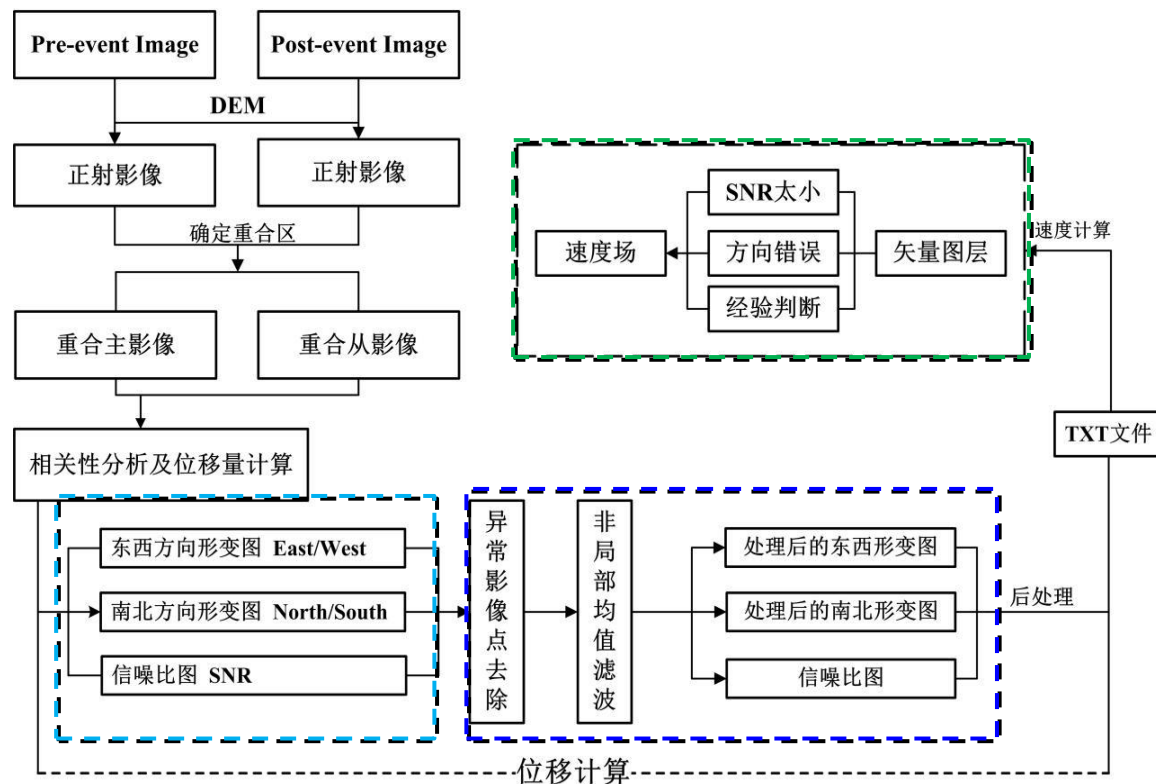 Pre-event Image
Post-event Image
DEM
正射影像
正射影像
确定重合区
重合主影像
重合从影像
相关性分析及位移量计算
SNR太小
速度场
方向错误
矢量图层
经验判断
速度计算
TXT文件
东西方向形变图 East/West
南北方向形变图 North/South
信噪比图 SNR
异常影像点去除
非局部均值滤波
处理后的东西形变图
处理后的南北形变图
信噪比图
后处理
位移计算